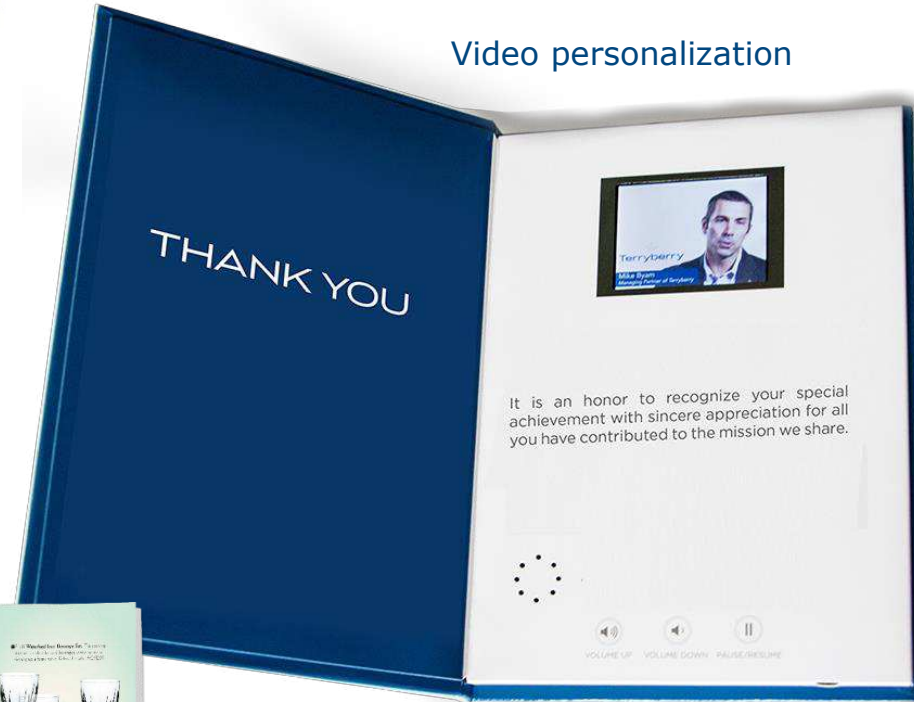 Video personalization
THANK YOU
Terryberry
Mike Byam
Managing Partner of Terryberry
It is an honor to recognize your special
achievement with sincere appreciation for all
you have contributed to the mission we share.
VOLUME UP VOLUME DOWN PAUSE/RESUME